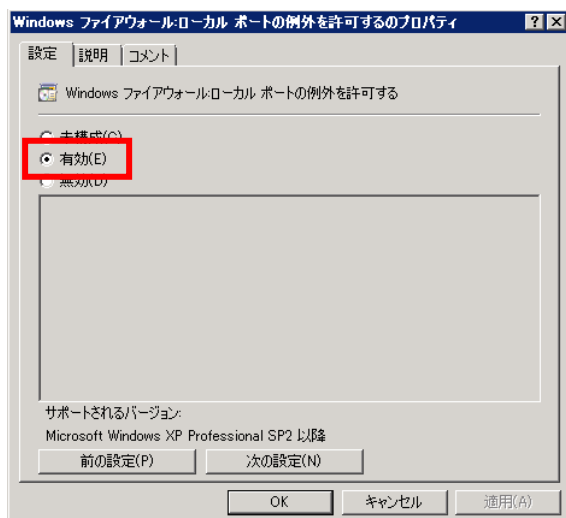 Windows ファイアウォール:ローカル ポートの例外を許可するのプロパティ
設定 説明 コメント
Windows ファイアウォール:ローカル ポートの例外を許可する
未構成(C)
有効(E)
無効(D)
サポートされるバージョン:
Microsoft Windows XP Professional SP2 以降
前の設定(P) 次の設定(N)
OK キャンセル 適用(A)